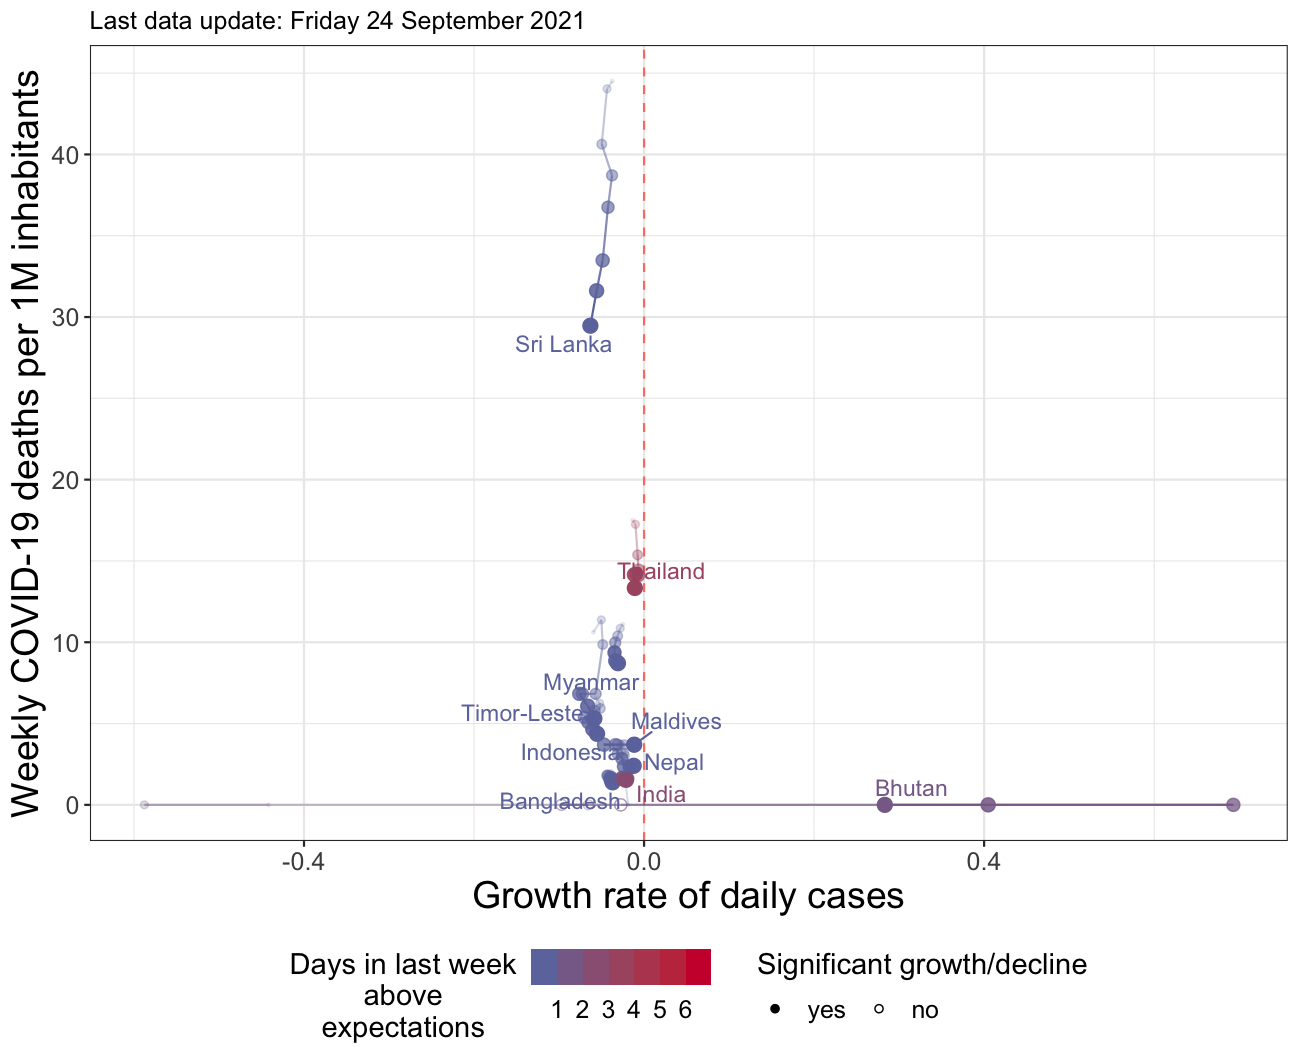 Last data update: Friday 24 September 2021
Weekly COVID-19 deaths per 1M inhabitants
40
30
20
10
0
Sri Lanka
Thailand
Myanmar
Timor-Leste
Maldives
Indonesia
Nepal
Bhutan
India
Bangladesh
-0.4
0.0
0.4
Growth rate of daily cases
Days in last week
above
expectations
1 2 3 4 5 6
Significant growth/decline
yes no